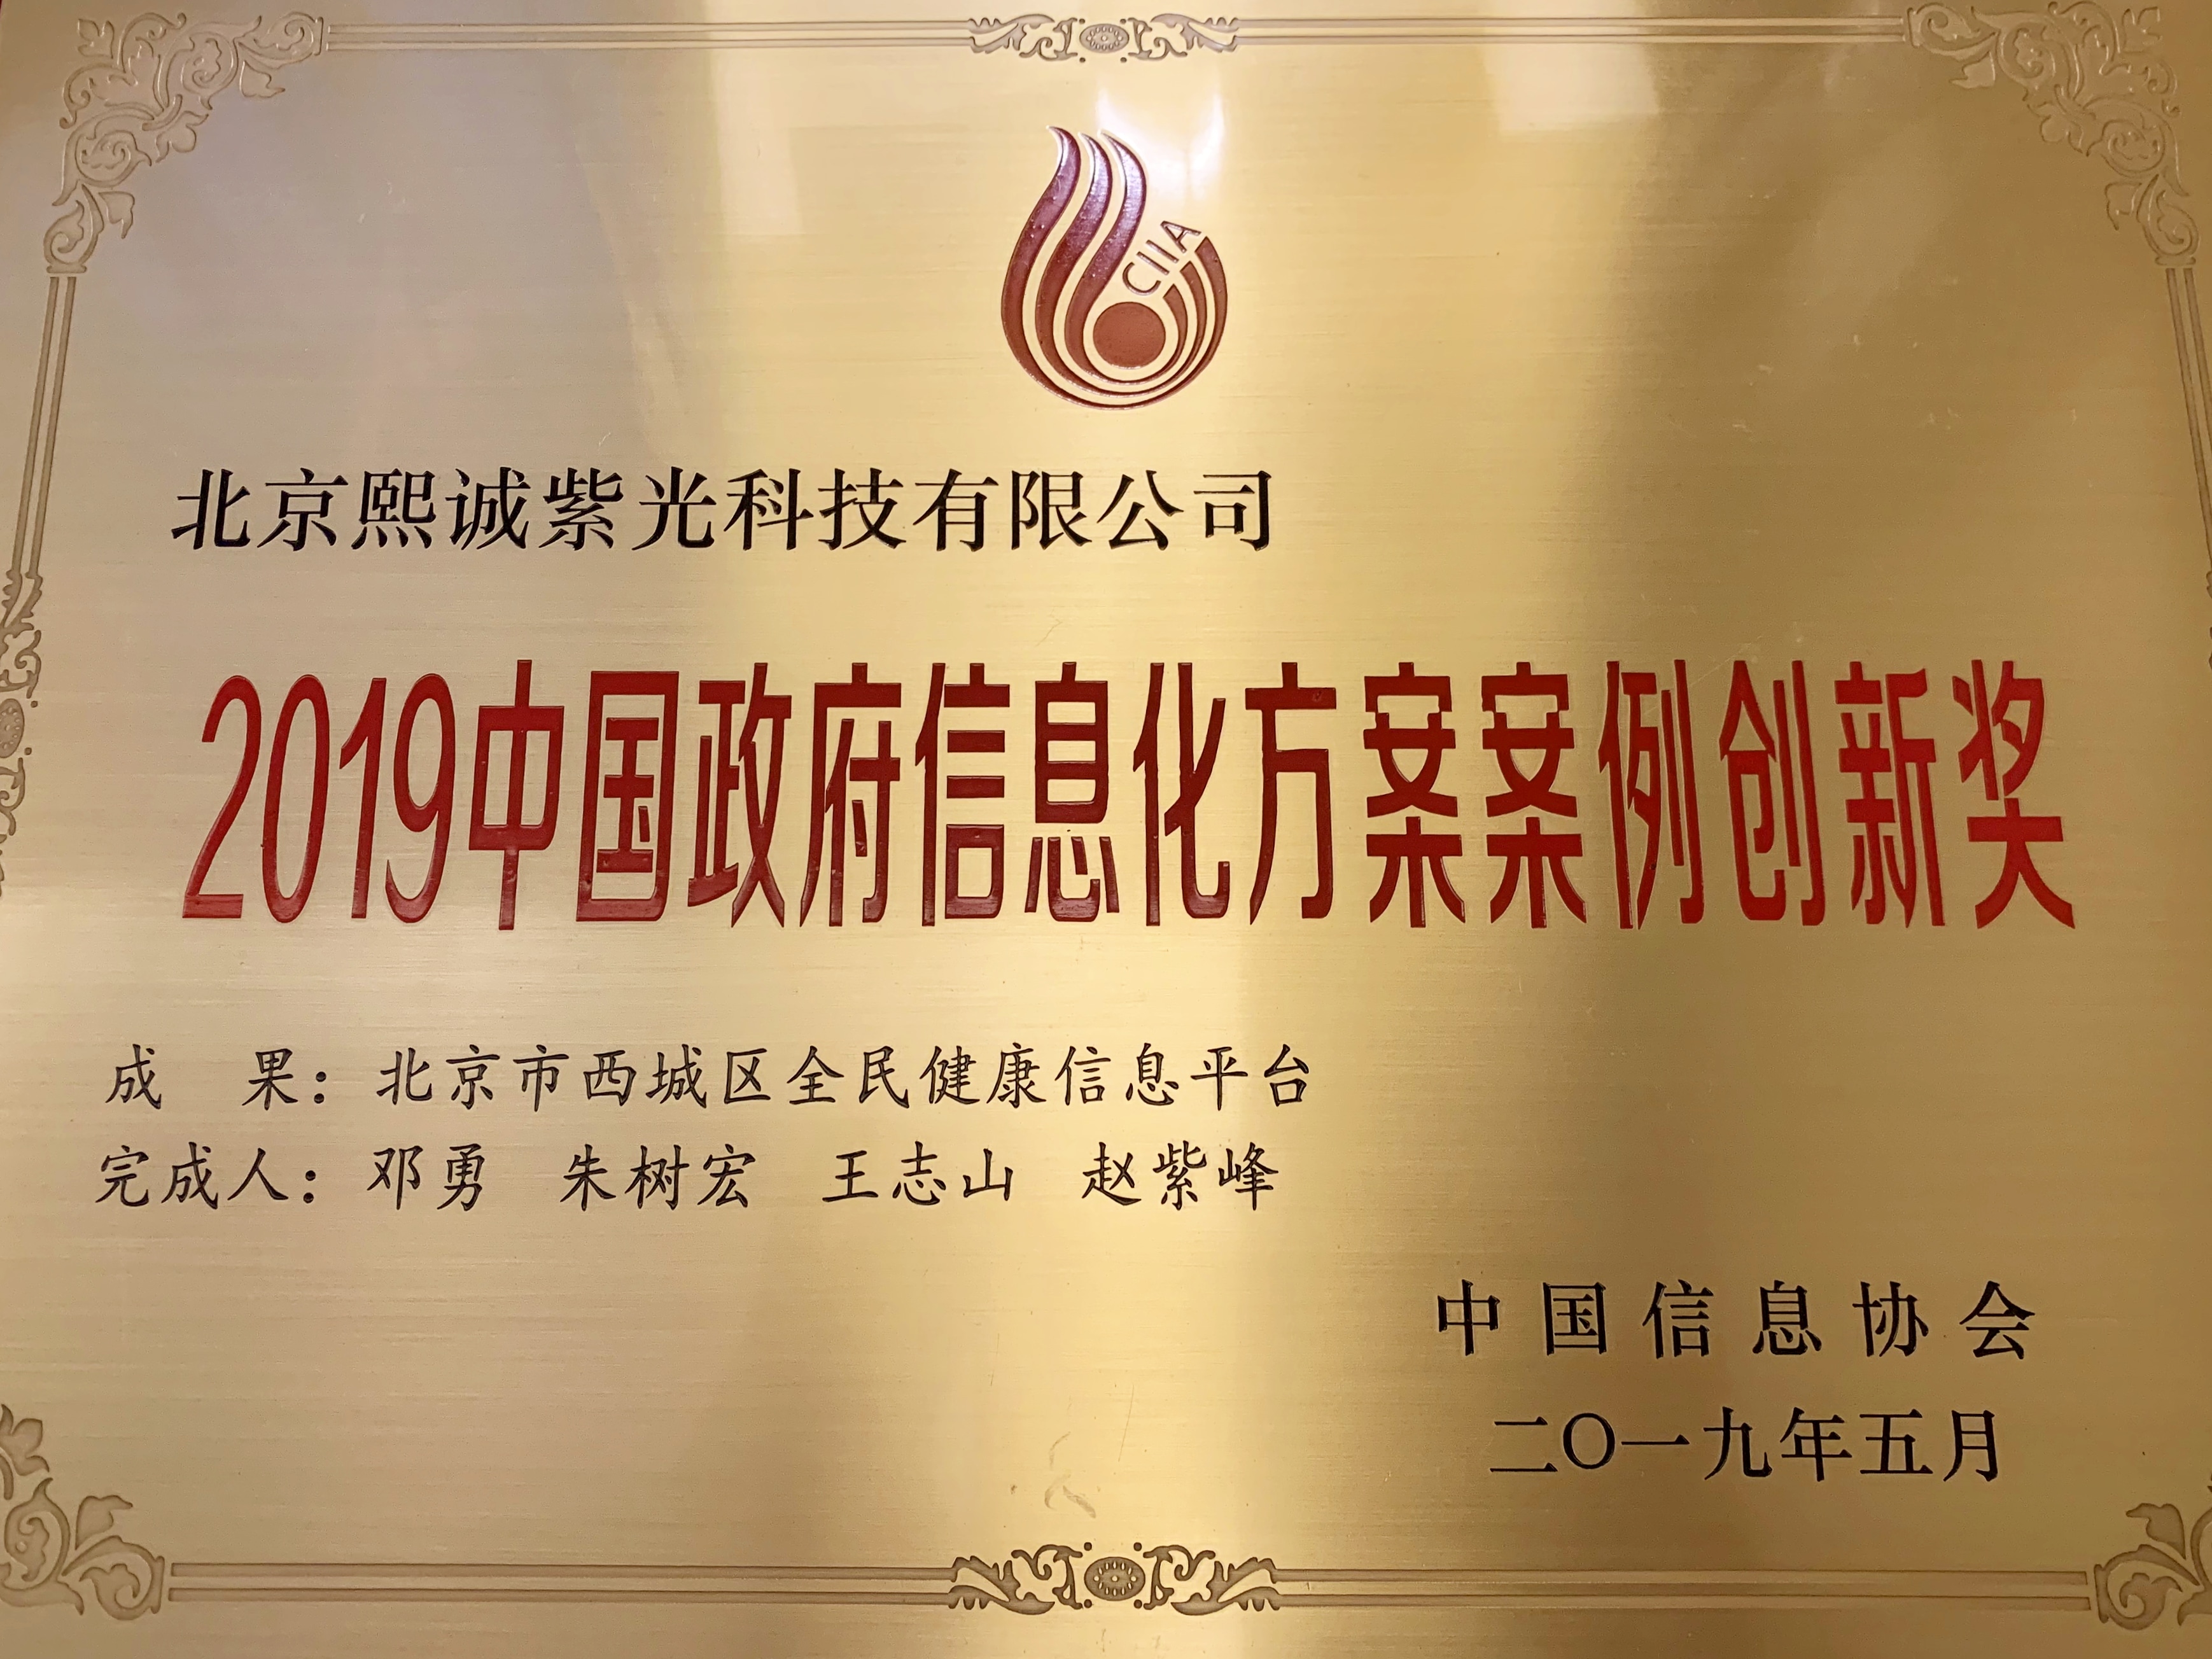 CIIA
北京熙诚紫光科技有限公司
2019中国政府信息化方案案例创新奖
成 果：北京市西城区全民健康信息平台
完成人：邓勇 朱树宏 王志山 赵紫峰
中国信息协会
二〇一九年五月